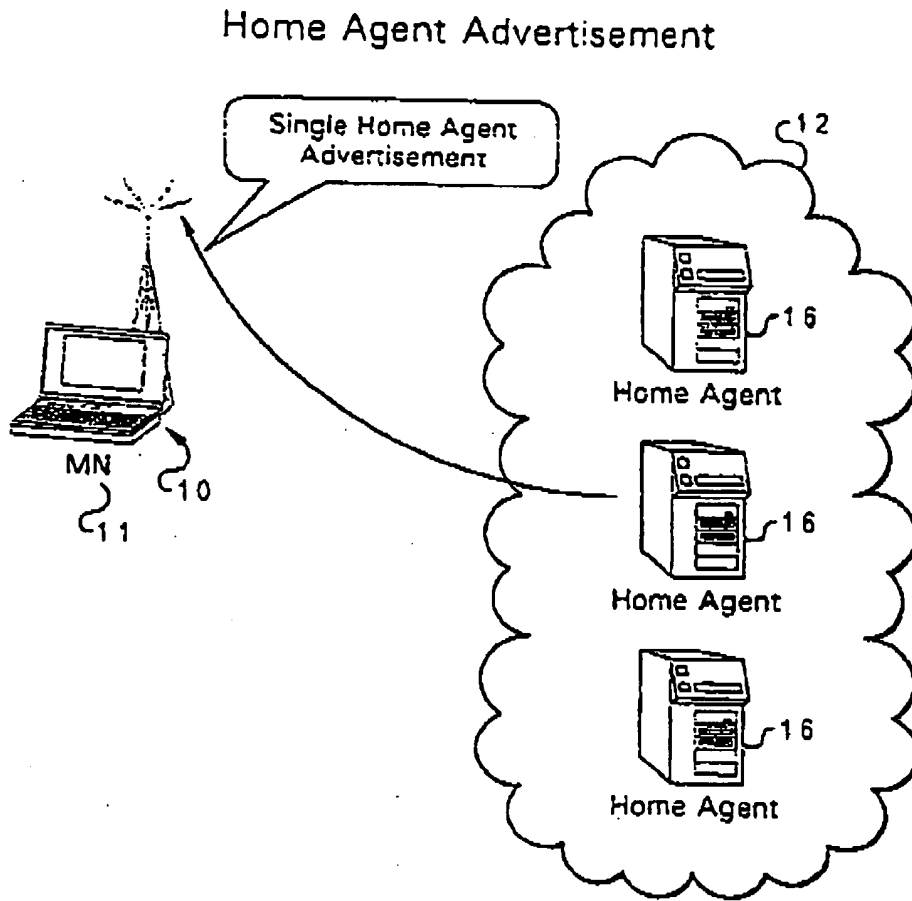 Home Agent Advertisement
Single Home Agent
Advertisement
12
16
Home Agent
MN
10
11
16
Home Agent
16
Home Agent